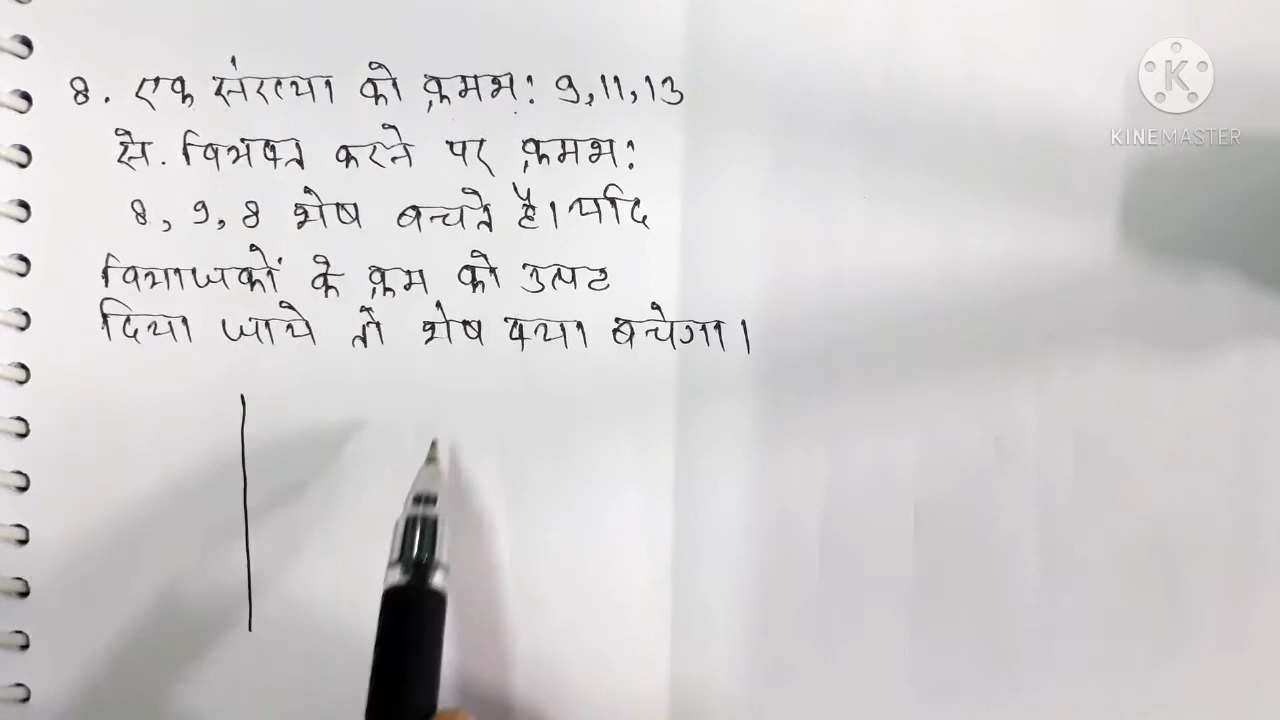 8. एक संख्या को क्रमशः 9,11,13
से. विभक्त करने पर क्रमशः
8, 9, 8 शेष बचते है। यदि
विभाजकों के क्रम को उलट
दिया जाये तो शेष क्या बचेगा।
K
KINEMASTER